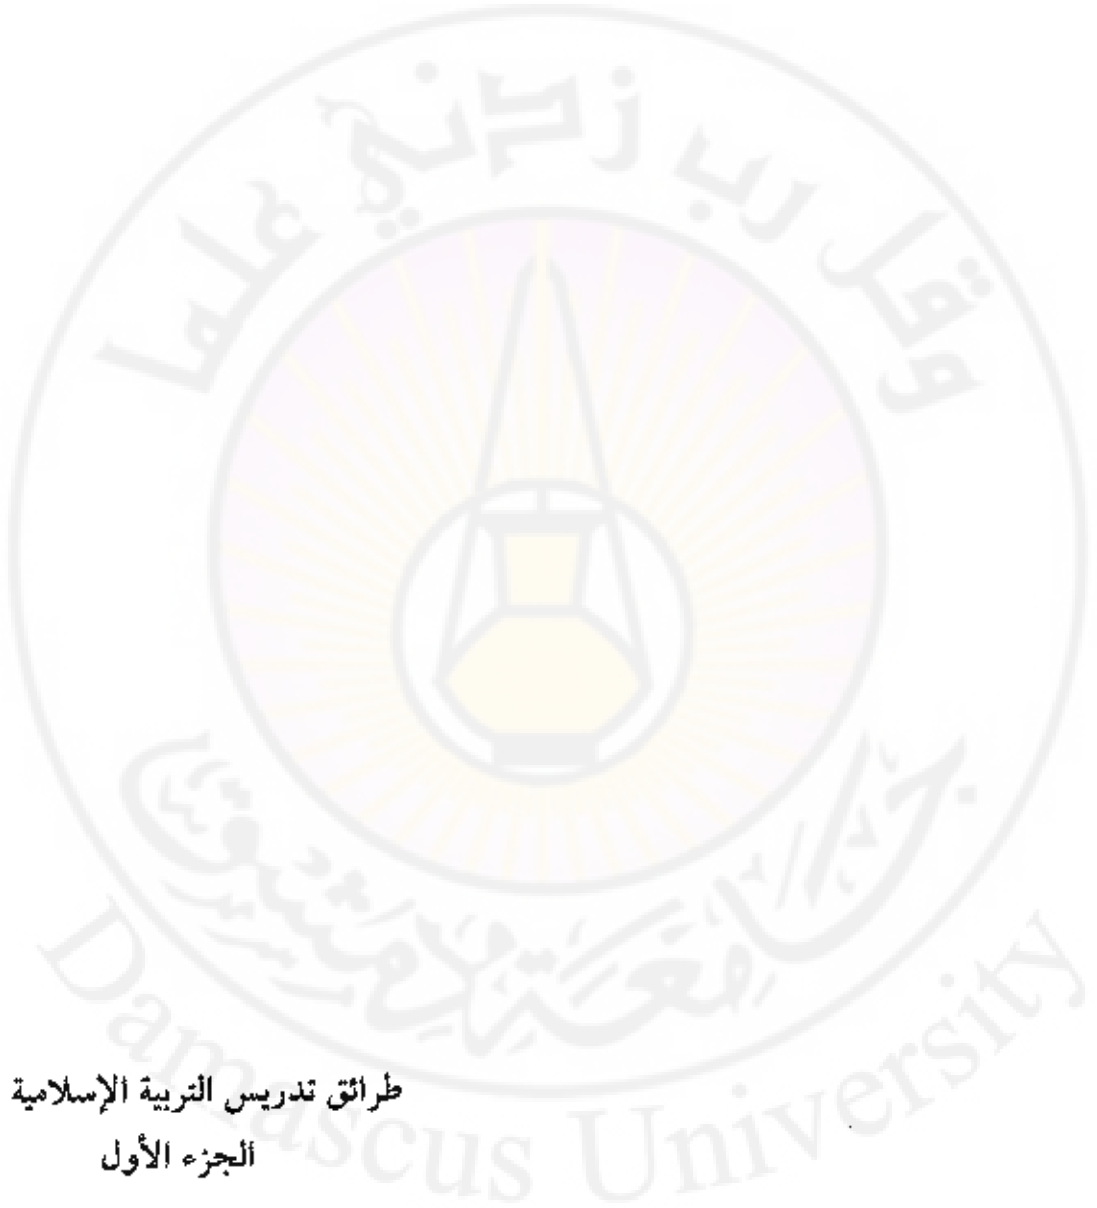 وقل رب زدني علما
جامعة دمشق
Damascus University
طرائق تدريس التربية الإسلامية
الجزء الأول